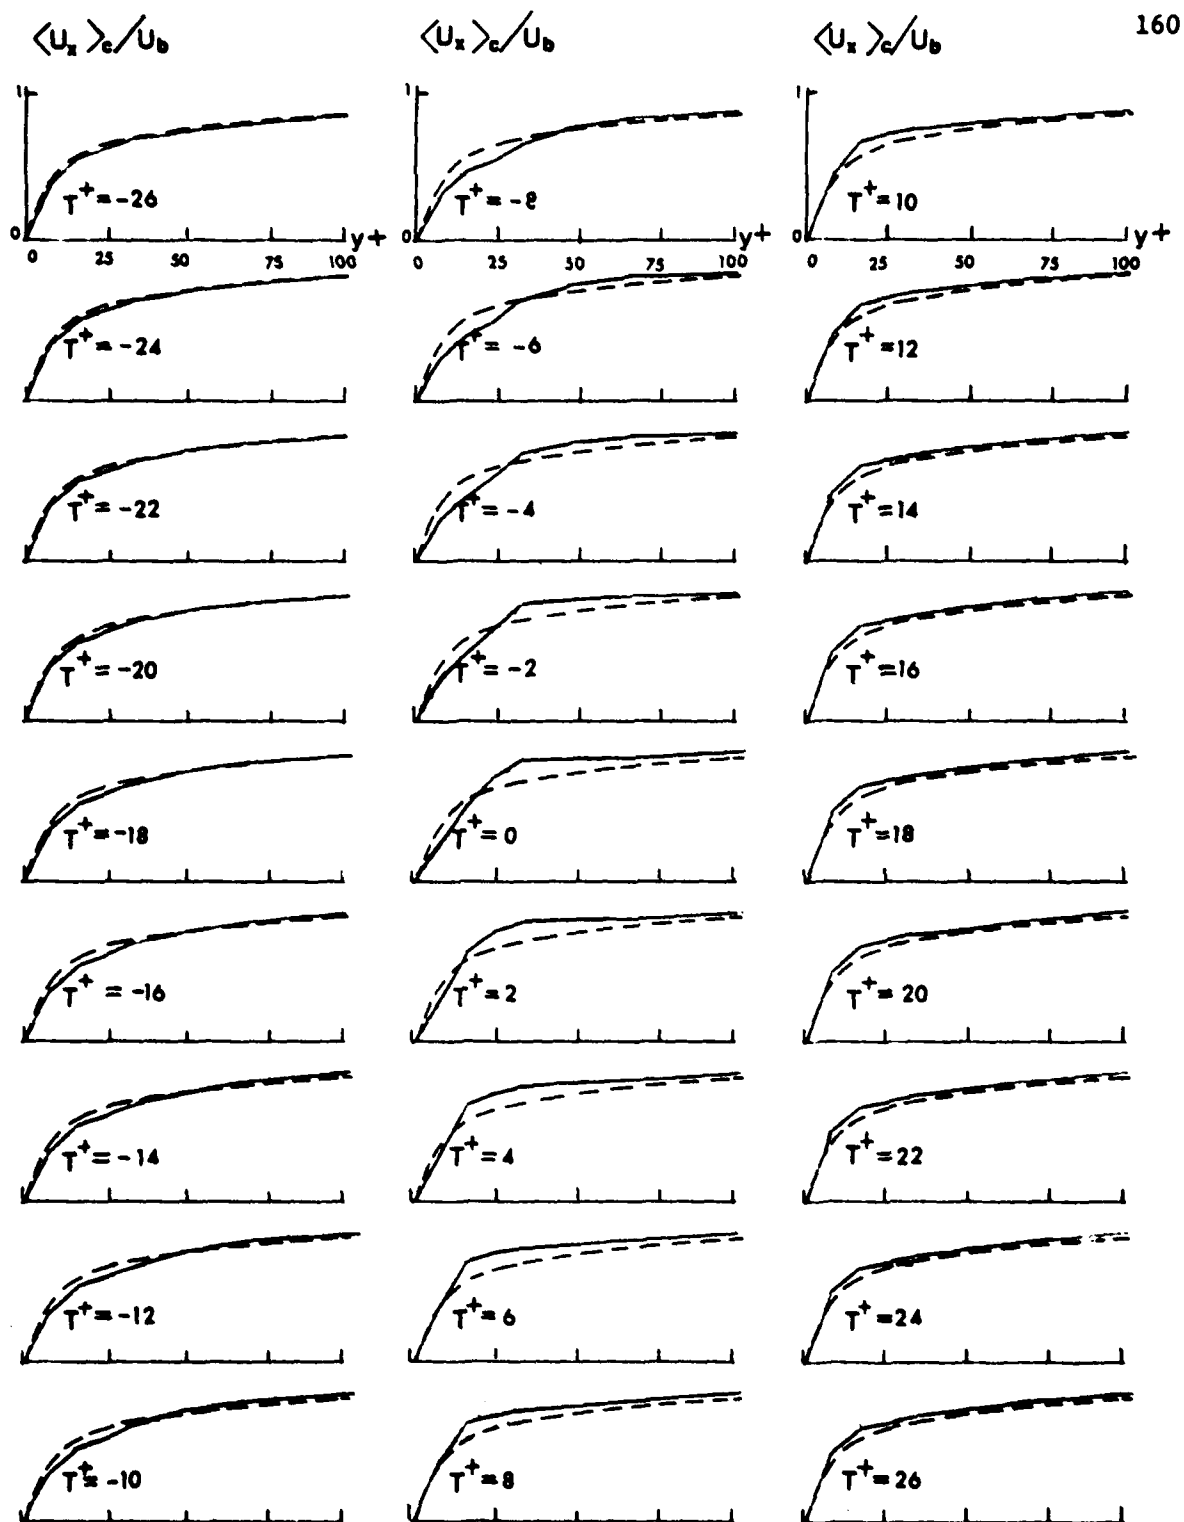 160
<Uₓ>c/Ub <Uₓ>c/Ub <Uₓ>c/Ub
1 1 1
T⁺=-26 T⁺=-8 T⁺=10
0 y+ 0 y+ 0 y+
0 25 50 75 100 0 25 50 75 100 0 25 50 75 100
T⁺=-24 T⁺=-6 T⁺=12
T⁺=-22 T⁺=-4 T⁺=14
T⁺=-20 T⁺=-2 T⁺=16
T⁺=-18 T⁺=0 T⁺=18
T⁺=-16 T⁺=2 T⁺=20
T⁺=-14 T⁺=4 T⁺=22
T⁺=-12 T⁺=6 T⁺=24
T⁺=-10 T⁺=8 T⁺=26